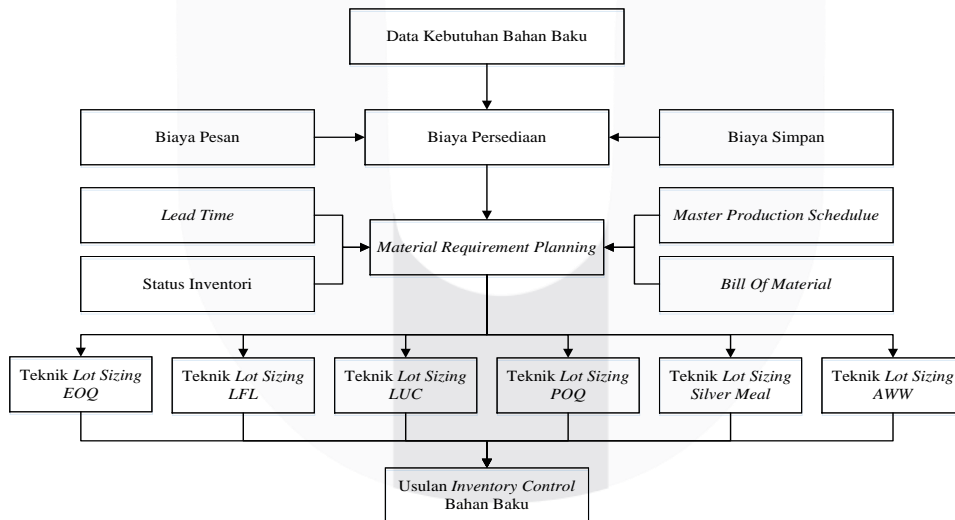 Data Kebutuhan Bahan Baku
Biaya Pesan
Biaya Persediaan
Biaya Simpan
Lead Time
Master Production Schedulue
Material Requirement Planning
Status Inventori
Bill Of Material
Teknik Lot Sizing
EOQ
Teknik Lot Sizing
LFL
Teknik Lot Sizing
LUC
Teknik Lot Sizing
POQ
Teknik Lot Sizing
Silver Meal
Teknik Lot Sizing
AWW
Usulan Inventory Control
Bahan Baku